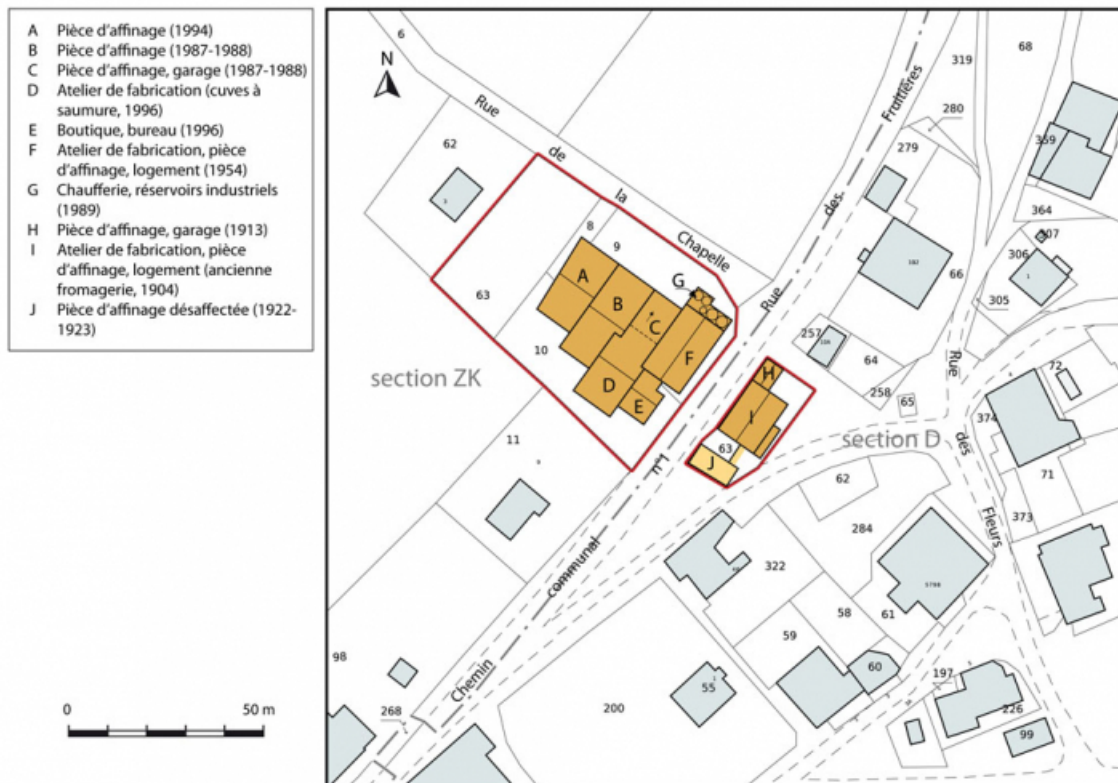 A Pièce d'affinage (1994)
B Pièce d'affinage (1987-1988)
C Pièce d'affinage, garage (1987-1988)
D Atelier de fabrication (cuves à
saumure, 1996)
E Boutique, bureau (1996)
F Atelier de fabrication, pièce
d'affinage, logement (1954)
G Chaufferie, réservoirs industriels
(1989)
H Pièce d'affinage, garage (1913)
I Atelier de fabrication, pièce
d'affinage, logement (ancienne
fromagerie, 1904)
J Pièce d'affinage désaffectée (1922-
1923)
0 50 m
N
6
Rue de la Chapelle
Rue des Fruitières
319
68
280
279
62
359
364
307
306
305
8
9
66
63
A
B
C
G
F
D
E
10
257
64
258
65
H
I
J
63
72
374
section ZK
section D
Rue des Fleurs
11
71
373
62
284
322
58
61
59
60
Chemin communal n°1
98
268
200
55
197
226
99